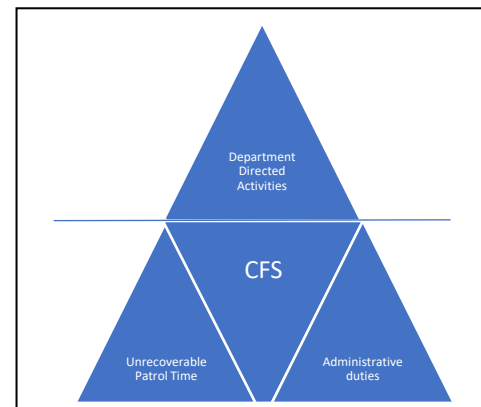 Department
Directed
Activities
CFS
Unrecoverable
Patrol Time
Administrative
duties